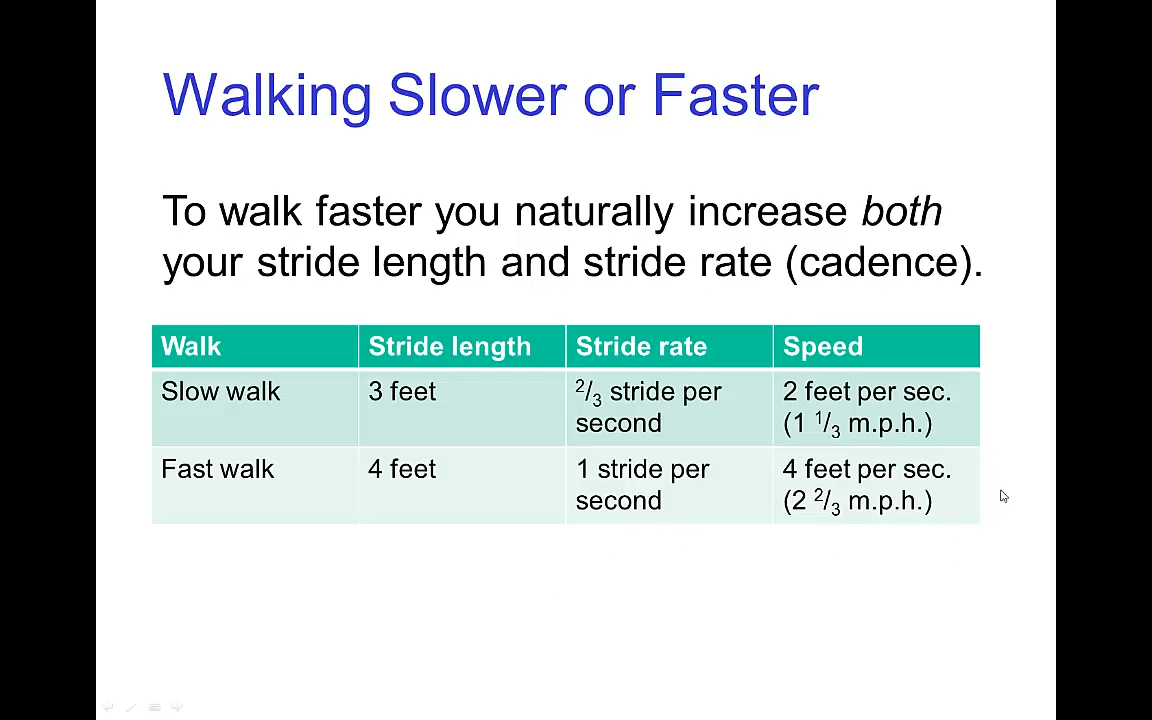 Walking Slower or Faster
To walk faster you naturally increase both
your stride length and stride rate (cadence).
Walk Stride length Stride rate Speed
Slow walk 3 feet 2/3 stride per second 2 feet per sec. (1 1/3 m.p.h.)
Fast walk 4 feet 1 stride per second 4 feet per sec. (2 2/3 m.p.h.)